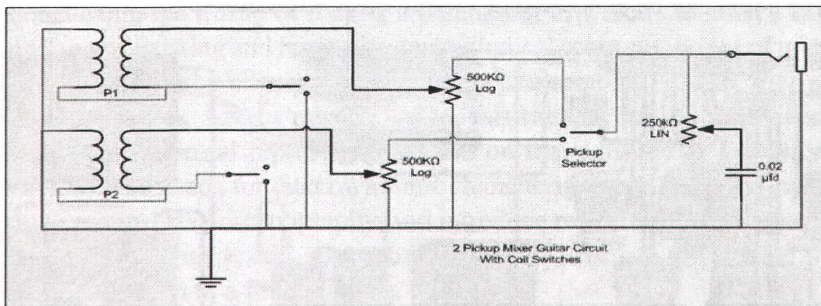 P1
500KΩ
Log
P2
500KΩ
Log
Pickup
Selector
250kΩ
LIN
0.02
µfd
2 Pickup Mixer Guitar Circuit
With Coil Switches